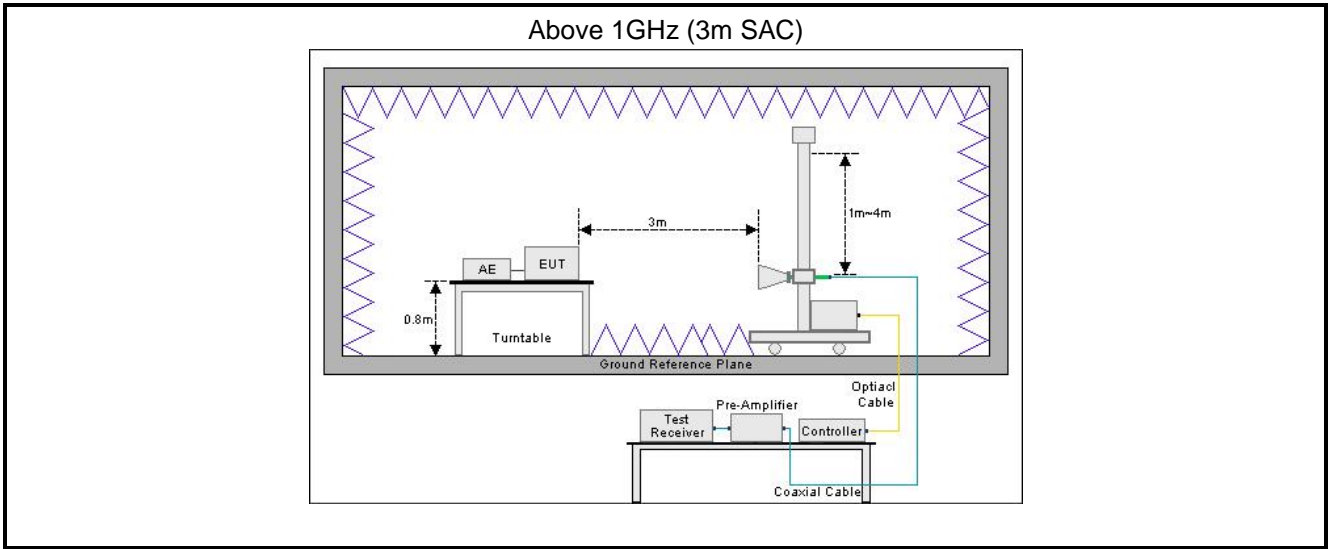 Above 1GHz (3m SAC)
1m~4m
3m
AE
EUT
0.8m
Turntable
Ground Reference Plane
Optiacl
Cable
Pre-Amplifier
Test
Receiver
Controller
Coaxial Cable